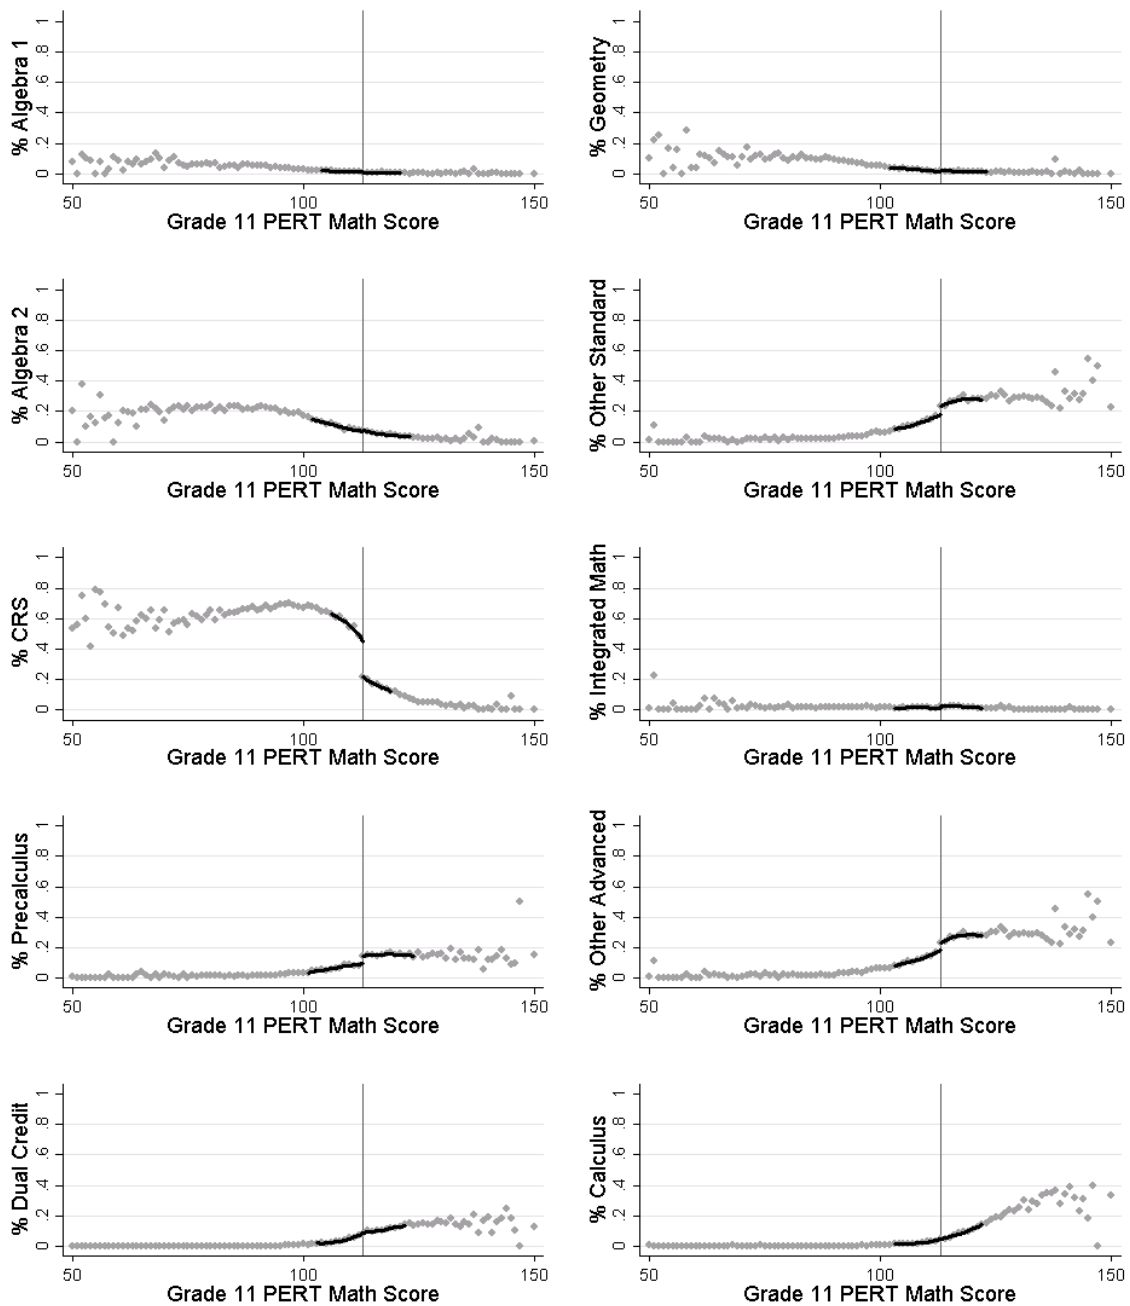 % Algebra 1
0 .2 .4 .6 .8 1
50 100 150
Grade 11 PERT Math Score
% Geometry
0 .2 .4 .6 .8 1
50 100 150
Grade 11 PERT Math Score
% Algebra 2
0 .2 .4 .6 .8 1
50 100 150
Grade 11 PERT Math Score
% Other Standard
0 .2 .4 .6 .8 1
50 100 150
Grade 11 PERT Math Score
% CRS
0 .2 .4 .6 .8 1
50 100 150
Grade 11 PERT Math Score
% Integrated Math
0 .2 .4 .6 .8 1
50 100 150
Grade 11 PERT Math Score
% Precalculus
0 .2 .4 .6 .8 1
50 100 150
Grade 11 PERT Math Score
% Other Advanced
0 .2 .4 .6 .8 1
50 100 150
Grade 11 PERT Math Score
% Dual Credit
0 .2 .4 .6 .8 1
50 100 150
Grade 11 PERT Math Score
% Calculus
0 .2 .4 .6 .8 1
50 100 150
Grade 11 PERT Math Score